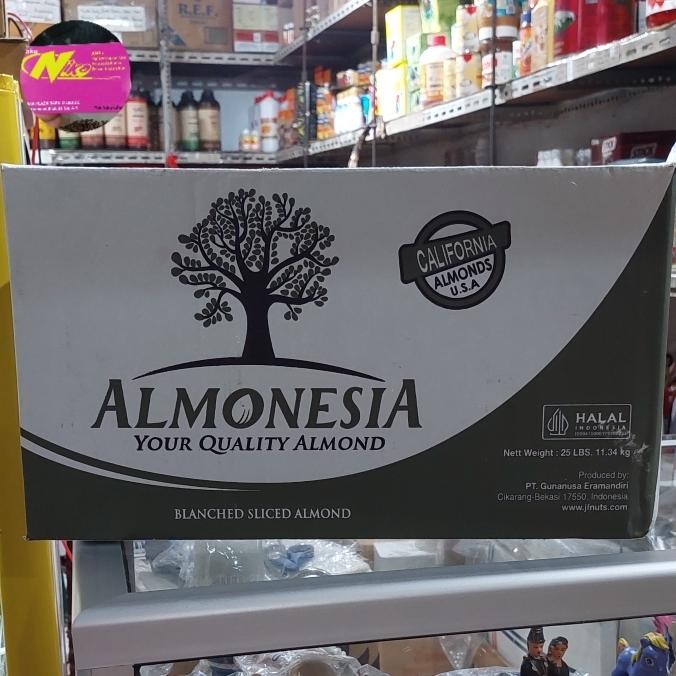 R.E.F.
Niko
CALIFORNIA
ALMONDS
U.S.A
ALMONESIA
YOUR QUALITY ALMOND
HALAL
INDONESIA
Nett Weight : 25 LBS. 11.34 kg
Produced by:
PT. Gunanusa Eramandiri
Cikarang-Bekasi 17550, Indonesia
www.jfnuts.com
BLANCHED SLICED ALMOND